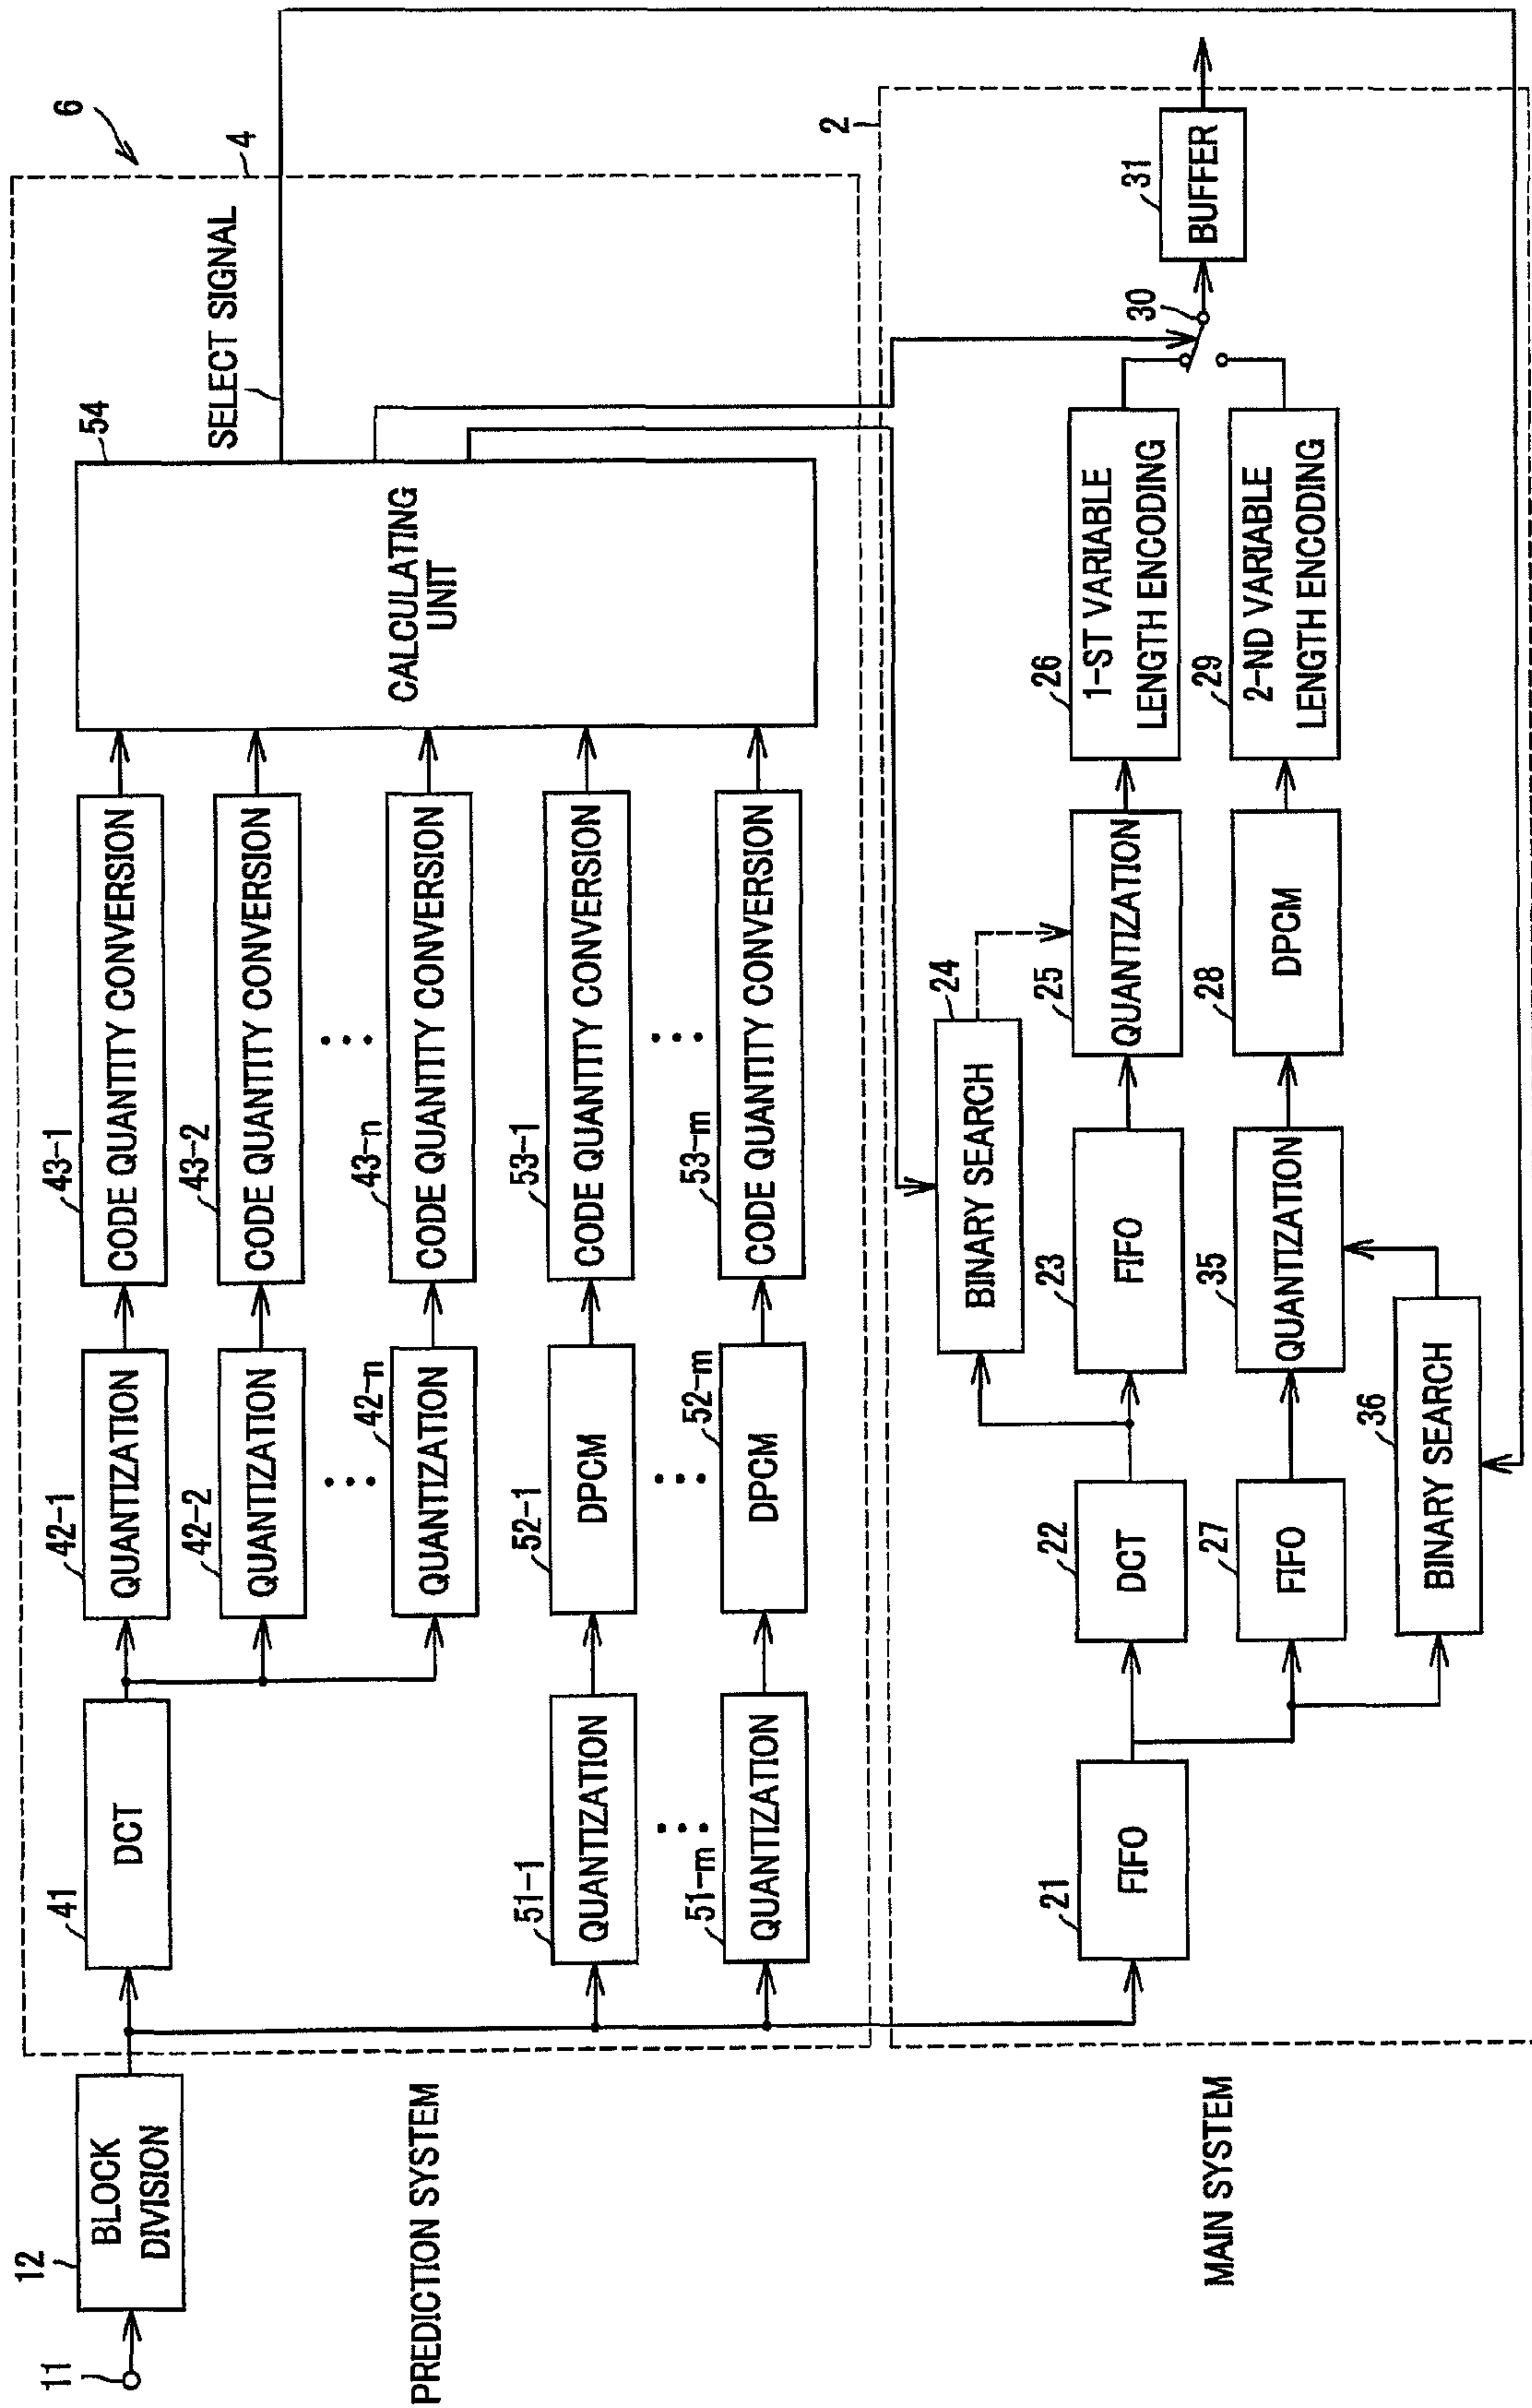 6
11
12
BLOCK
DIVISION
PREDICTION SYSTEM
4
41
DCT
42-1
QUANTIZATION
43-1
CODE QUANTITY CONVERSION
42-2
QUANTIZATION
43-2
CODE QUANTITY CONVERSION
42-n
QUANTIZATION
43-n
CODE QUANTITY CONVERSION
51-1
QUANTIZATION
52-1
DPCM
53-1
CODE QUANTITY CONVERSION
51-m
QUANTIZATION
52-m
DPCM
53-m
CODE QUANTITY CONVERSION
54
CALCULATING
UNIT
SELECT SIGNAL
MAIN SYSTEM
2
21
FIFO
22
DCT
23
FIFO
24
BINARY SEARCH
25
QUANTIZATION
26
1-ST VARIABLE
LENGTH ENCODING
27
FIFO
35
QUANTIZATION
28
DPCM
29
2-ND VARIABLE
LENGTH ENCODING
36
BINARY SEARCH
30
31
BUFFER